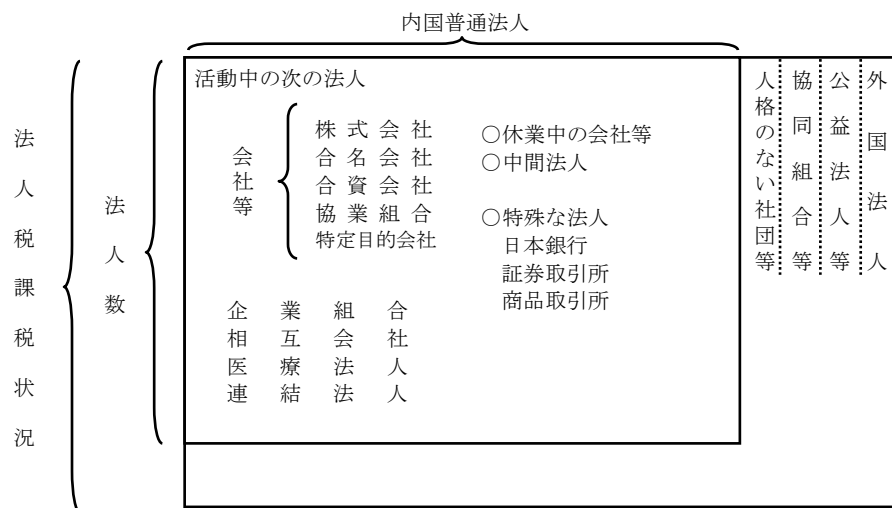 内国普通法人
法人税課税状況
法人数
活動中の次の法人
会社等
株式会社
合名会社
合資会社
協業組合
特定目的会社
企業組合
相互会社
医療法人
連結法人
○休業中の会社等
○中間法人
○特殊な法人
日本銀行
証券取引所
商品取引所
人格のない社団等
協同組合等
公益法人等
外国法人